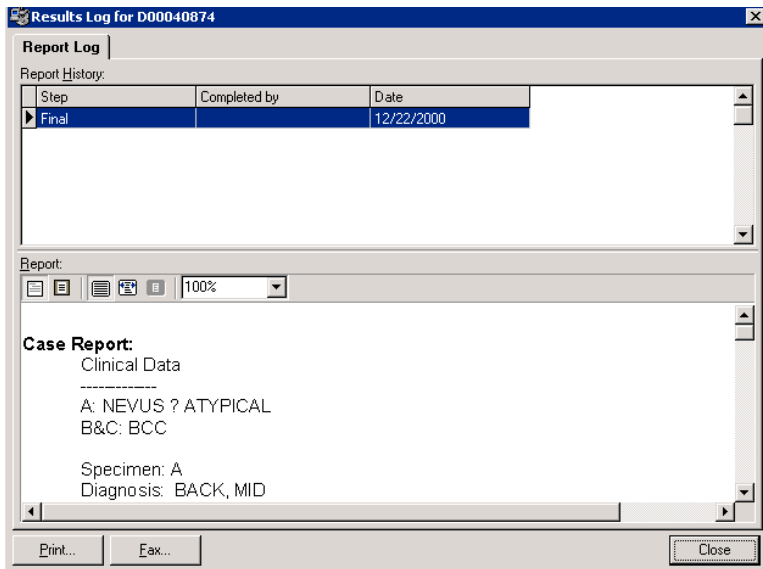 Results Log for D00040874
Report Log
Report History:
Step Completed by Date
Final 12/22/2000
Report:
100%
Case Report:
Clinical Data
-------------
A: NEVUS ? ATYPICAL
B&C: BCC
Specimen: A
Diagnosis: BACK, MID
Print... Fax... Close